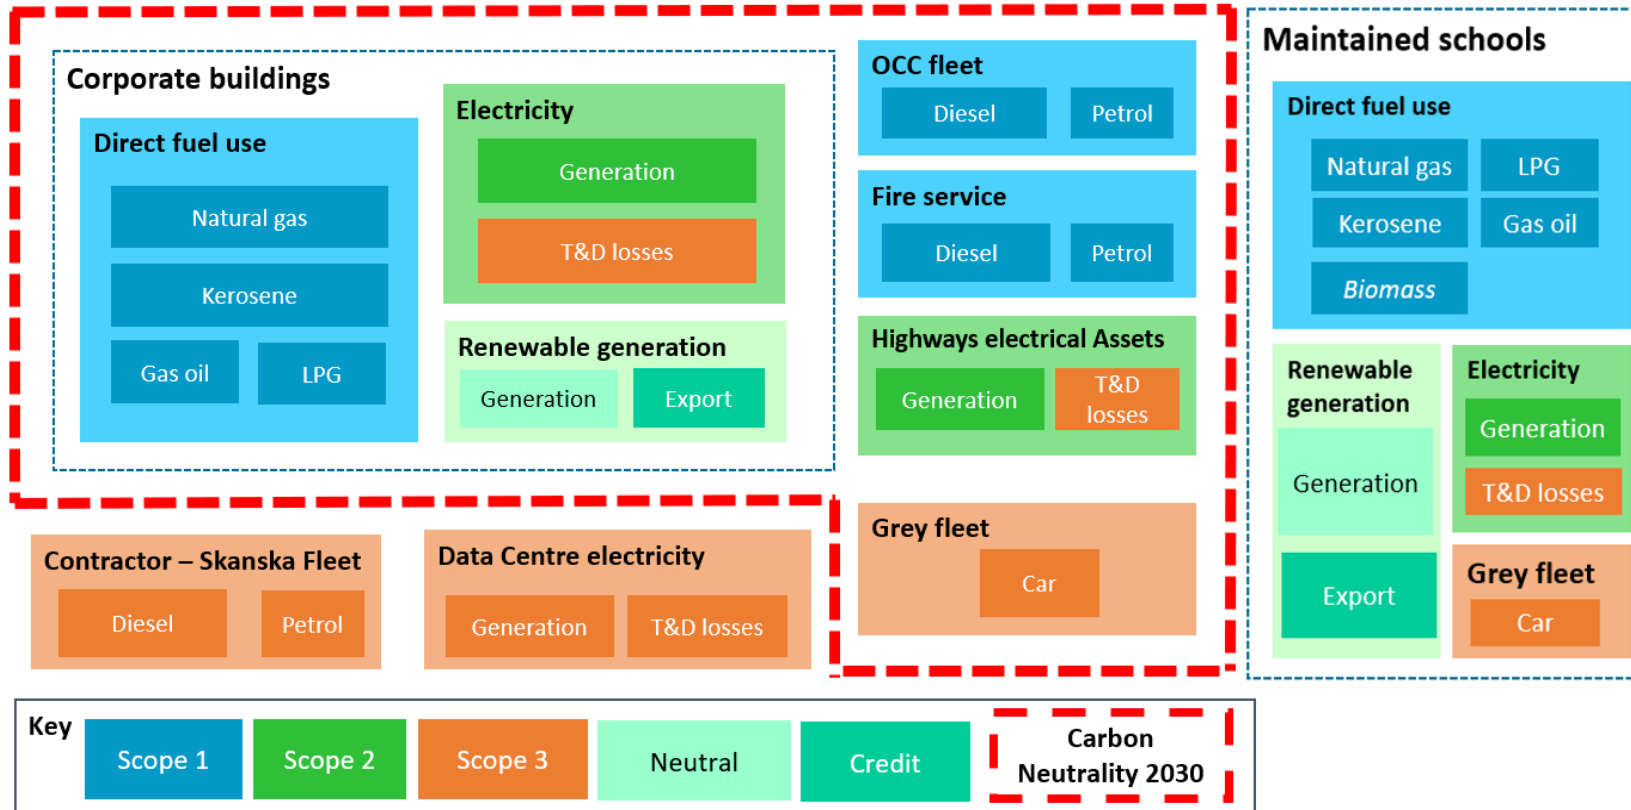 Corporate buildings
Direct fuel use
Natural gas
Kerosene
Gas oil
LPG
Electricity
Generation
T&D losses
Renewable generation
Generation
Export
OCC fleet
Diesel
Petrol
Fire service
Diesel
Petrol
Highways electrical Assets
Generation
T&D
losses
Grey fleet
Car
Contractor – Skanska Fleet
Diesel
Petrol
Data Centre electricity
Generation
T&D losses
Maintained schools
Direct fuel use
Natural gas
LPG
Kerosene
Gas oil
Biomass
Renewable
generation
Generation
Export
Electricity
Generation
T&D losses
Grey fleet
Car
Key
Scope 1
Scope 2
Scope 3
Neutral
Credit
Carbon
Neutrality 2030